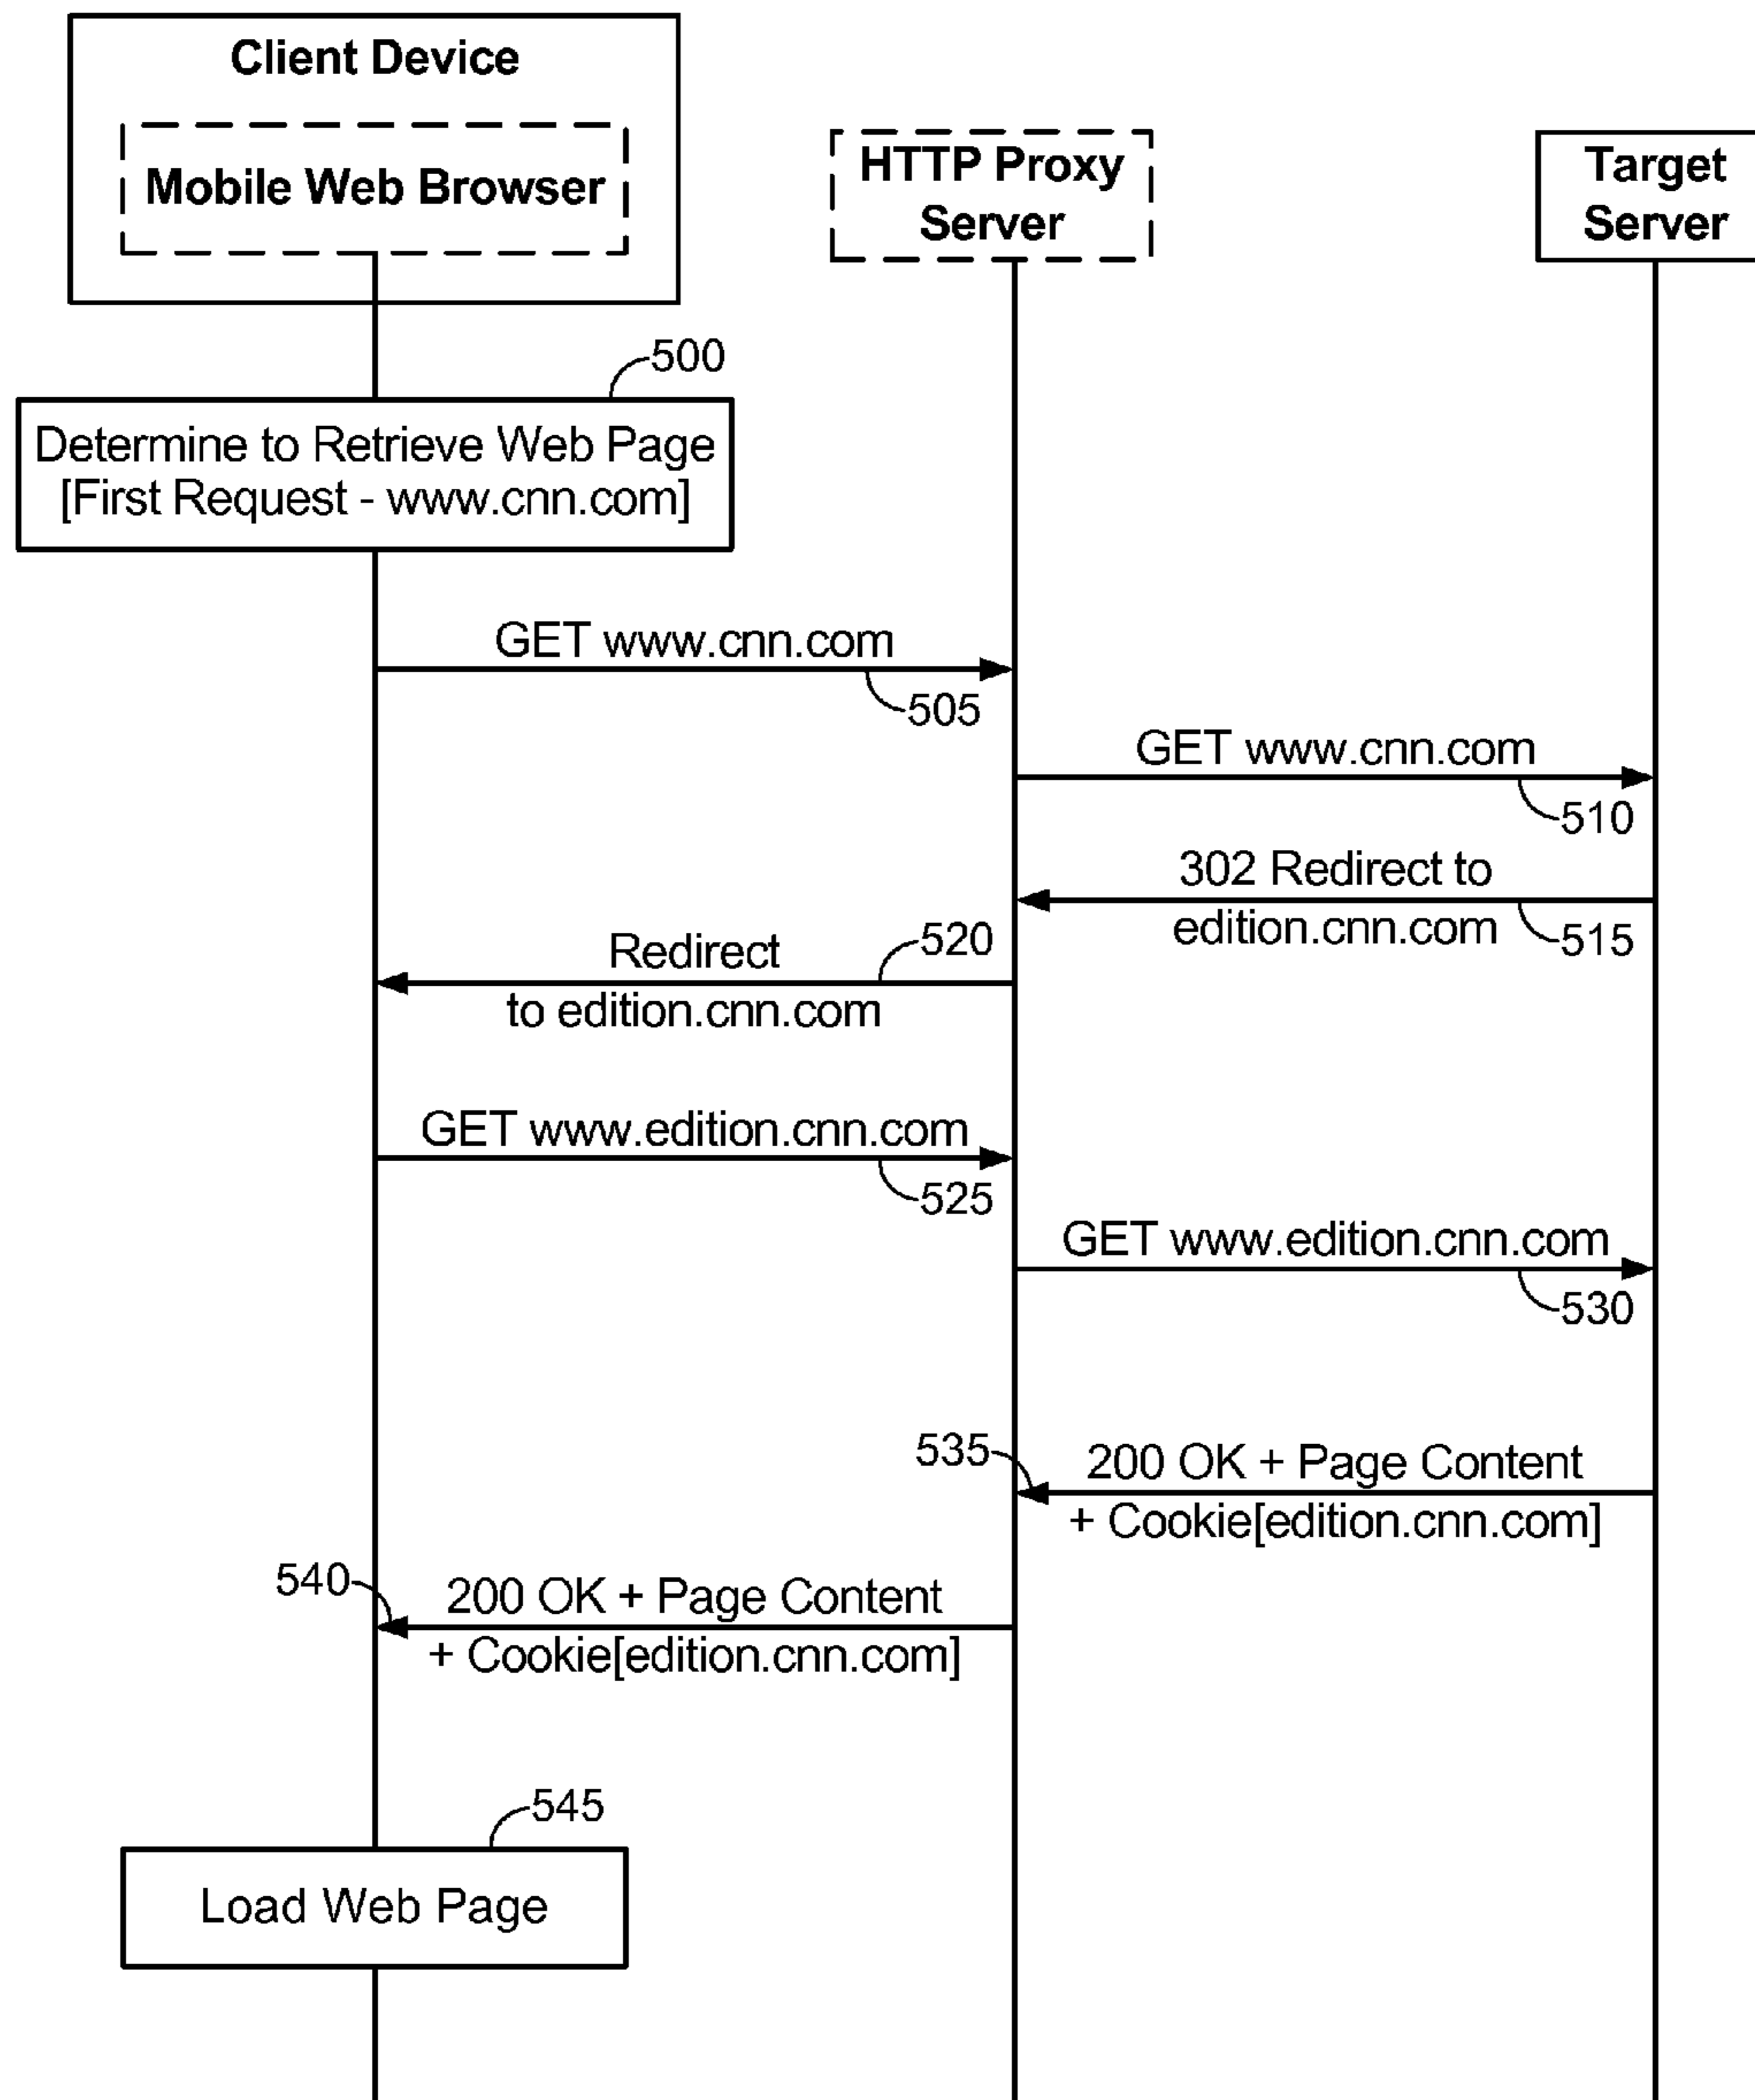 Client Device
Mobile Web Browser
HTTP Proxy
Server
Target
Server
500
Determine to Retrieve Web Page
[First Request - www.cnn.com]
GET www.cnn.com
505
GET www.cnn.com
510
302 Redirect to
edition.cnn.com
515
Redirect
520
to edition.cnn.com
GET www.edition.cnn.com
525
GET www.edition.cnn.com
530
535
200 OK + Page Content
+ Cookie[edition.cnn.com]
540
200 OK + Page Content
+ Cookie[edition.cnn.com]
545
Load Web Page